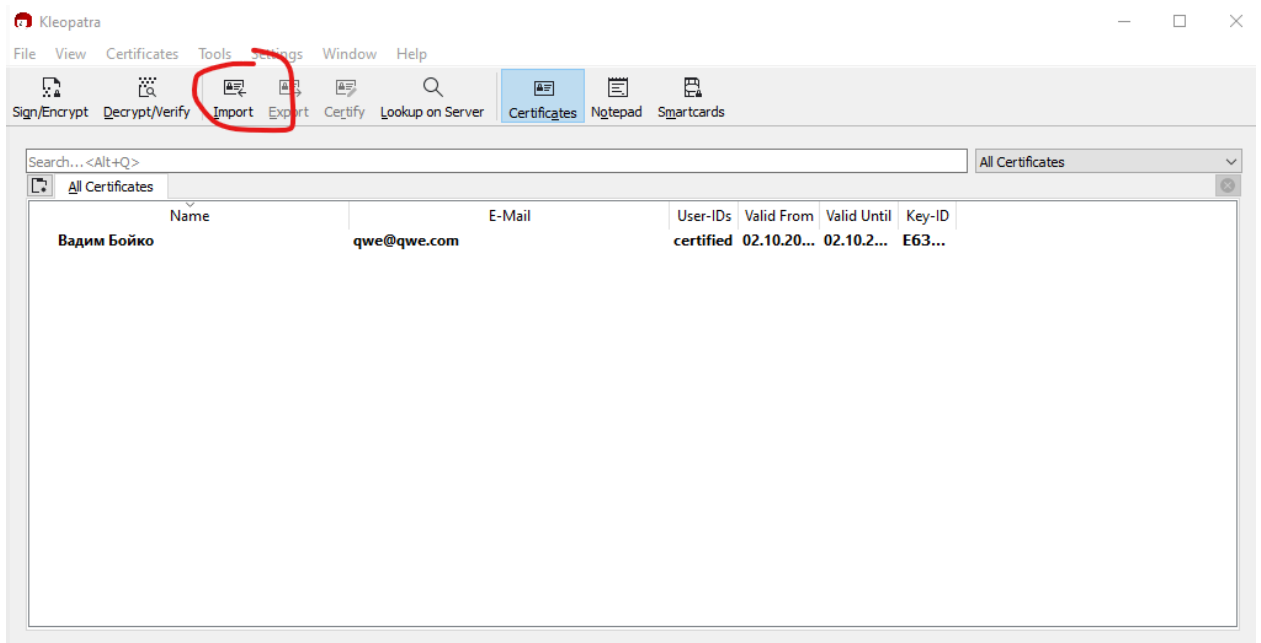 Kleopatra
File View Certificates Tools Settings Window Help
Sign/Encrypt Decrypt/Verify Import Export Certify Lookup on Server Certificates Notepad Smartcards
Search...<Alt+Q> All Certificates
All Certificates
Name E-Mail User-IDs Valid From Valid Until Key-ID
Вадим Бойко qwe@qwe.com certified 02.10.20... 02.10.2... E63...